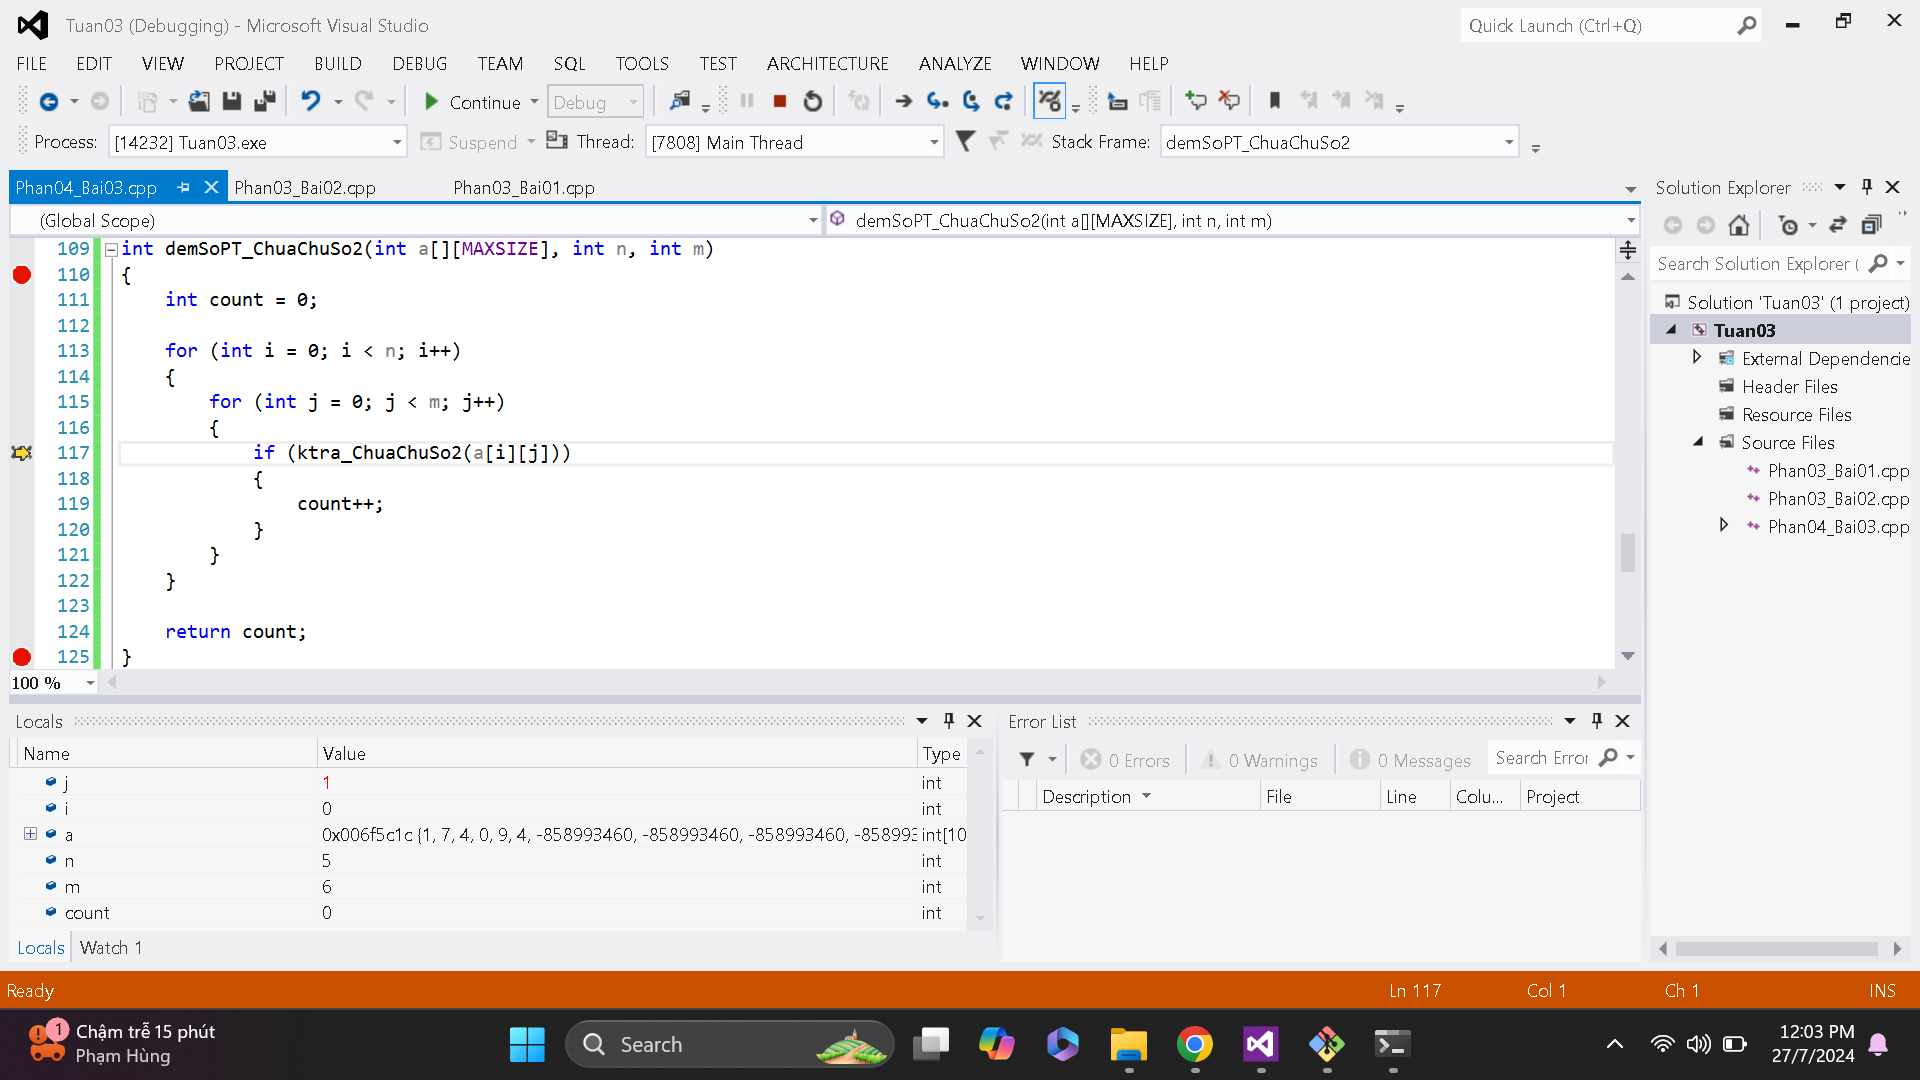 Tuan03 (Debugging) - Microsoft Visual Studio
Quick Launch (Ctrl+Q)
FILE EDIT VIEW PROJECT BUILD DEBUG TEAM SQL TOOLS TEST ARCHITECTURE ANALYZE WINDOW HELP
Continue Debug
Process: [14232] Tuan03.exe Suspend Thread: [7808] Main Thread Stack Frame: demSoPT_ChuaChuSo2
Phan04_Bai03.cpp Phan03_Bai02.cpp Phan03_Bai01.cpp
(Global Scope) demSoPT_ChuaChuSo2(int a[][MAXSIZE], int n, int m)
109 int demSoPT_ChuaChuSo2(int a[][MAXSIZE], int n, int m)
110 {
111 int count = 0;
112
113 for (int i = 0; i < n; i++)
114 {
115 for (int j = 0; j < m; j++)
116 {
117 if (ktra_ChuaChuSo2(a[i][j]))
118 {
119 count++;
120 }
121 }
122 }
123
124 return count;
125 }
100 %
Solution Explorer
Search Solution Explorer (
Solution 'Tuan03' (1 project)
Tuan03
External Dependencie
Header Files
Resource Files
Source Files
Phan03_Bai01.cpp
Phan03_Bai02.cpp
Phan04_Bai03.cpp
Locals
Name Value Type
j 1 int
i 0 int
a 0x006f5c1c {1, 7, 4, 0, 9, 4, -858993460, -858993460, -858993460, -85899 int[10
n 5 int
m 6 int
count 0 int
Locals Watch 1
Error List
0 Errors 0 Warnings 0 Messages Search Error
Description File Line Colu... Project
Ready Ln 117 Col 1 Ch 1 INS
1 Chậm trễ 15 phút
Phạm Hùng
Search
12:03 PM
27/7/2024